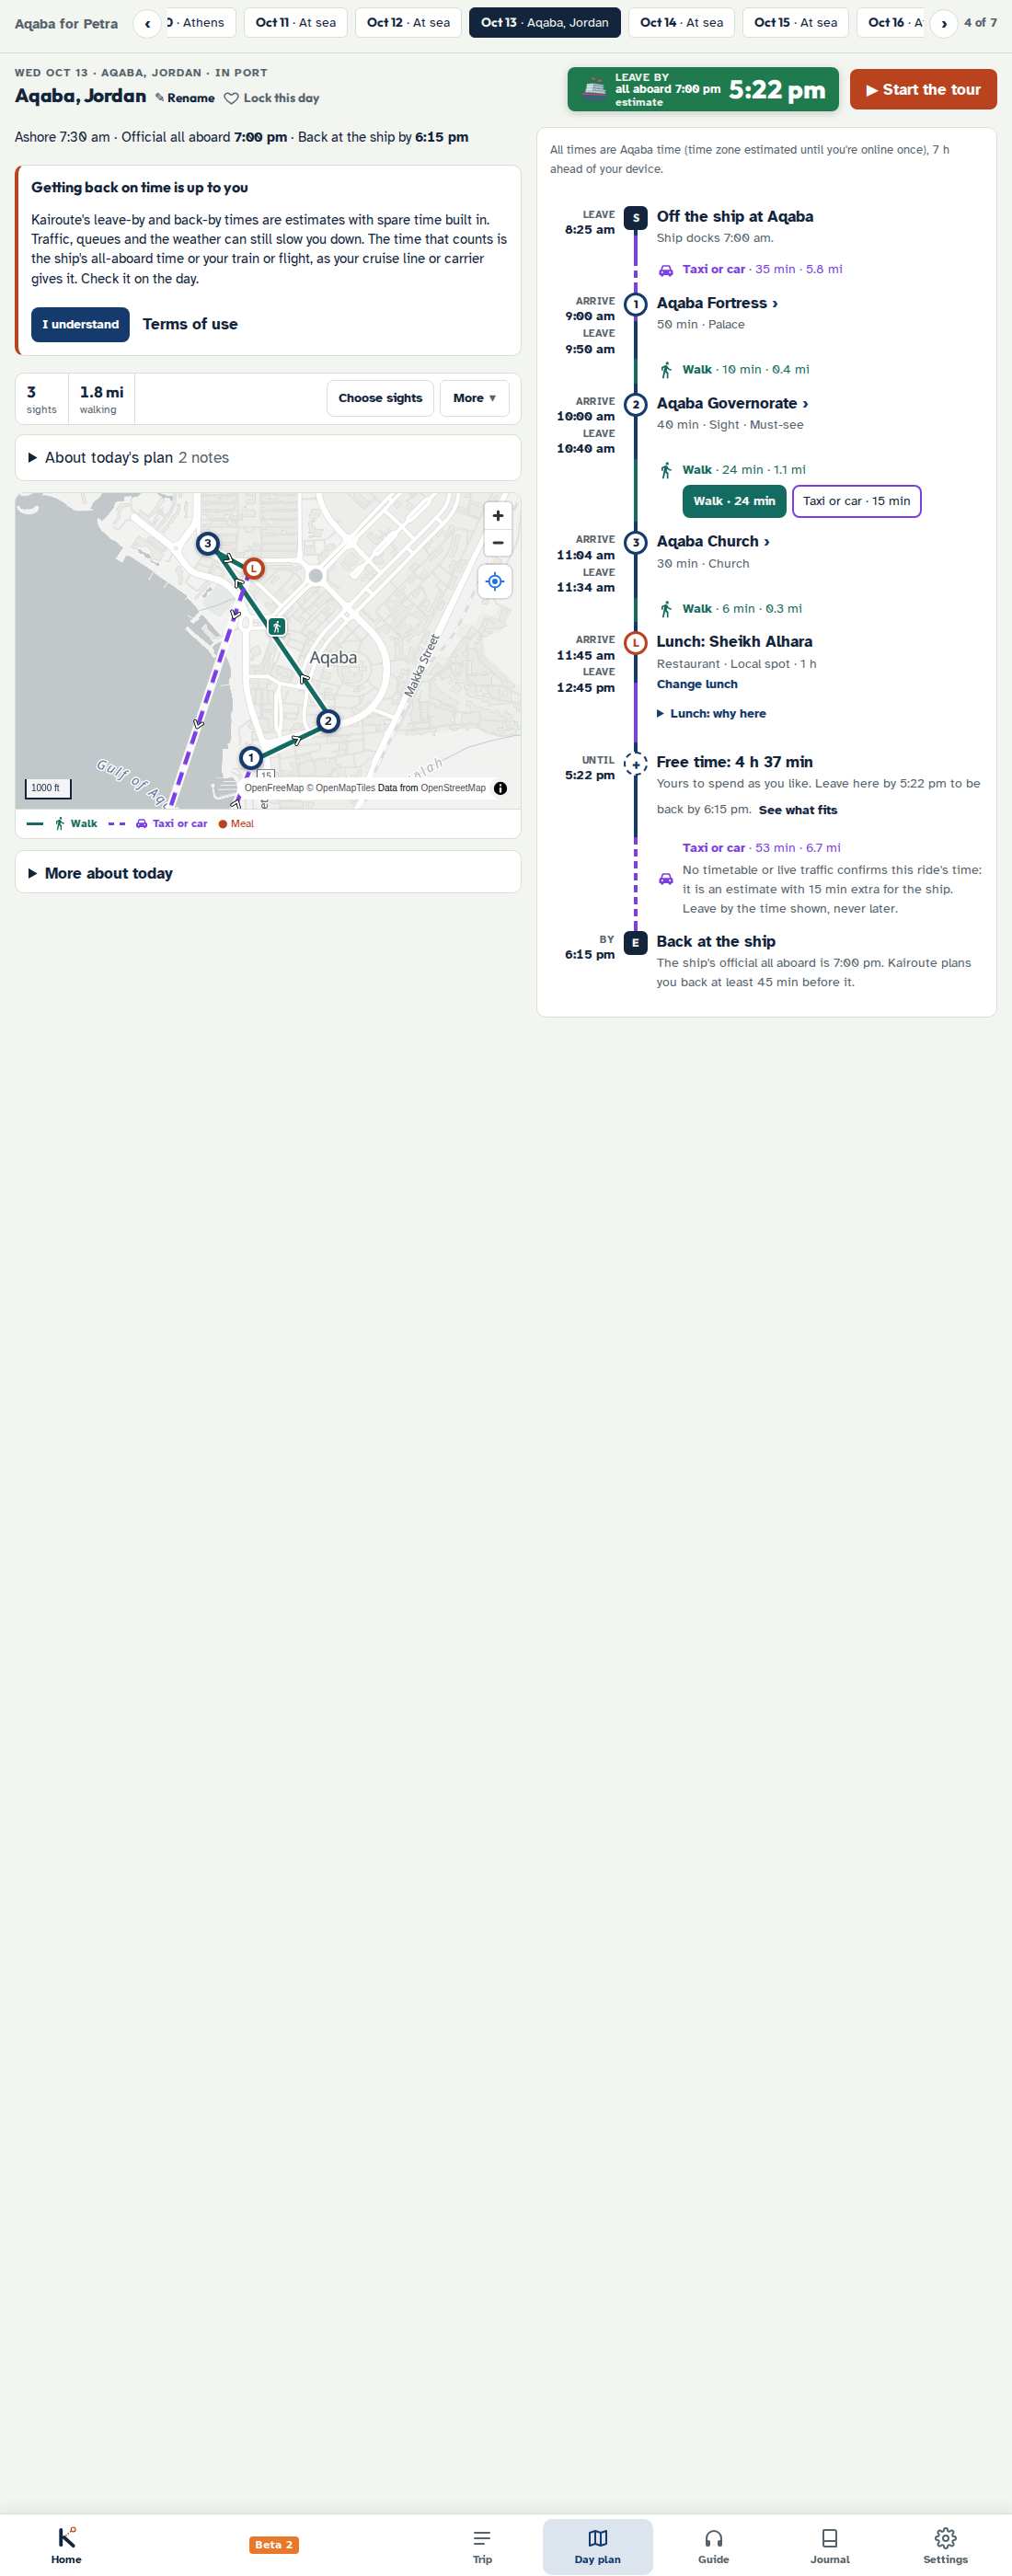 Aqaba for Petra
‹
0 · Athens
Oct 11 · At sea
Oct 12 · At sea
Oct 13 · Aqaba, Jordan
Oct 14 · At sea
Oct 15 · At sea
Oct 16 · A
›
4 of 7
WED OCT 13 · AQABA, JORDAN · IN PORT
Aqaba, Jordan
✎ Rename
Lock this day
LEAVE BY
all aboard 7:00 pm
estimate
5:22 pm
▶ Start the tour
Ashore 7:30 am · Official all aboard 7:00 pm · Back at the ship by 6:15 pm
Getting back on time is up to you
Kairoute's leave-by and back-by times are estimates with spare time built in.
Traffic, queues and the weather can still slow you down. The time that counts is
the ship's all-aboard time or your train or flight, as your cruise line or carrier
gives it. Check it on the day.
I understand
Terms of use
3
sights
1.8 mi
walking
Choose sights
More ▼
▶ About today's plan 2 notes
3
L
Aqaba
Makka Street
2
1
15
Gulf of Aq
alah
et
+
−
1000 ft
OpenFreeMap © OpenMapTiles Data from OpenStreetMap
Walk
Taxi or car
Meal
▶ More about today
All times are Aqaba time (time zone estimated until you're online once), 7 h
ahead of your device.
LEAVE
8:25 am
S
Off the ship at Aqaba
Ship docks 7:00 am.
Taxi or car · 35 min · 5.8 mi
ARRIVE
9:00 am
LEAVE
9:50 am
1
Aqaba Fortress ›
50 min · Palace
Walk · 10 min · 0.4 mi
ARRIVE
10:00 am
LEAVE
10:40 am
2
Aqaba Governorate ›
40 min · Sight · Must-see
Walk · 24 min · 1.1 mi
Walk · 24 min
Taxi or car · 15 min
ARRIVE
11:04 am
LEAVE
11:34 am
3
Aqaba Church ›
30 min · Church
Walk · 6 min · 0.3 mi
ARRIVE
11:45 am
LEAVE
12:45 pm
L
Lunch: Sheikh Alhara
Restaurant · Local spot · 1 h
Change lunch
▶ Lunch: why here
UNTIL
5:22 pm
+
Free time: 4 h 37 min
Yours to spend as you like. Leave here by 5:22 pm to be
back by 6:15 pm. See what fits
Taxi or car · 53 min · 6.7 mi
No timetable or live traffic confirms this ride's time:
it is an estimate with 15 min extra for the ship.
Leave by the time shown, never later.
BY
6:15 pm
E
Back at the ship
The ship's official all aboard is 7:00 pm. Kairoute plans
you back at least 45 min before it.
Home
Beta 2
Trip
Day plan
Guide
Journal
Settings